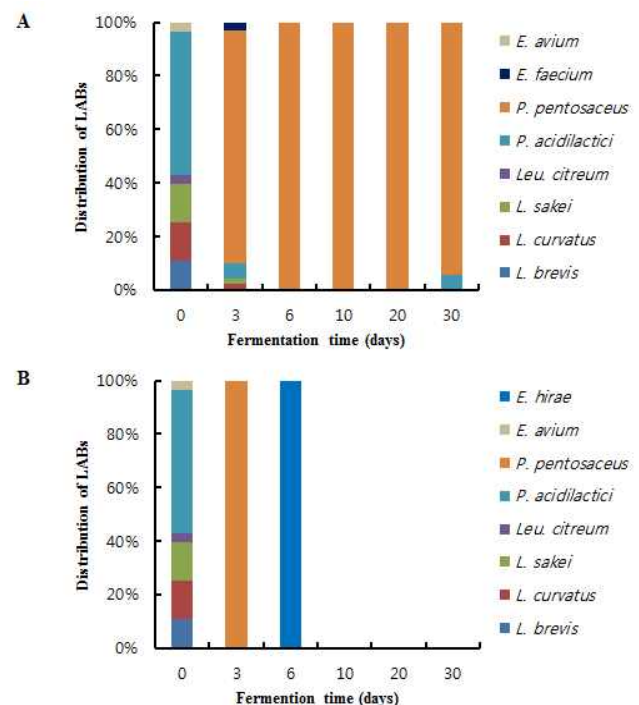 A
100%
80%
60%
40%
20%
0%
Distribution of LABs
0 3 6 10 20 30
Fermentation time (days)
E. avium
E. faecium
P. pentosaceus
P. acidilactici
Leu. citreum
L. sakei
L. curvatus
L. brevis
B
100%
80%
60%
40%
20%
0%
Distribution of LABs
0 3 6 10 20 30
Fermention time (days)
E. hirae
E. avium
P. pentosaceus
P. acidilactici
Leu. citreum
L. sakei
L. curvatus
L. brevis